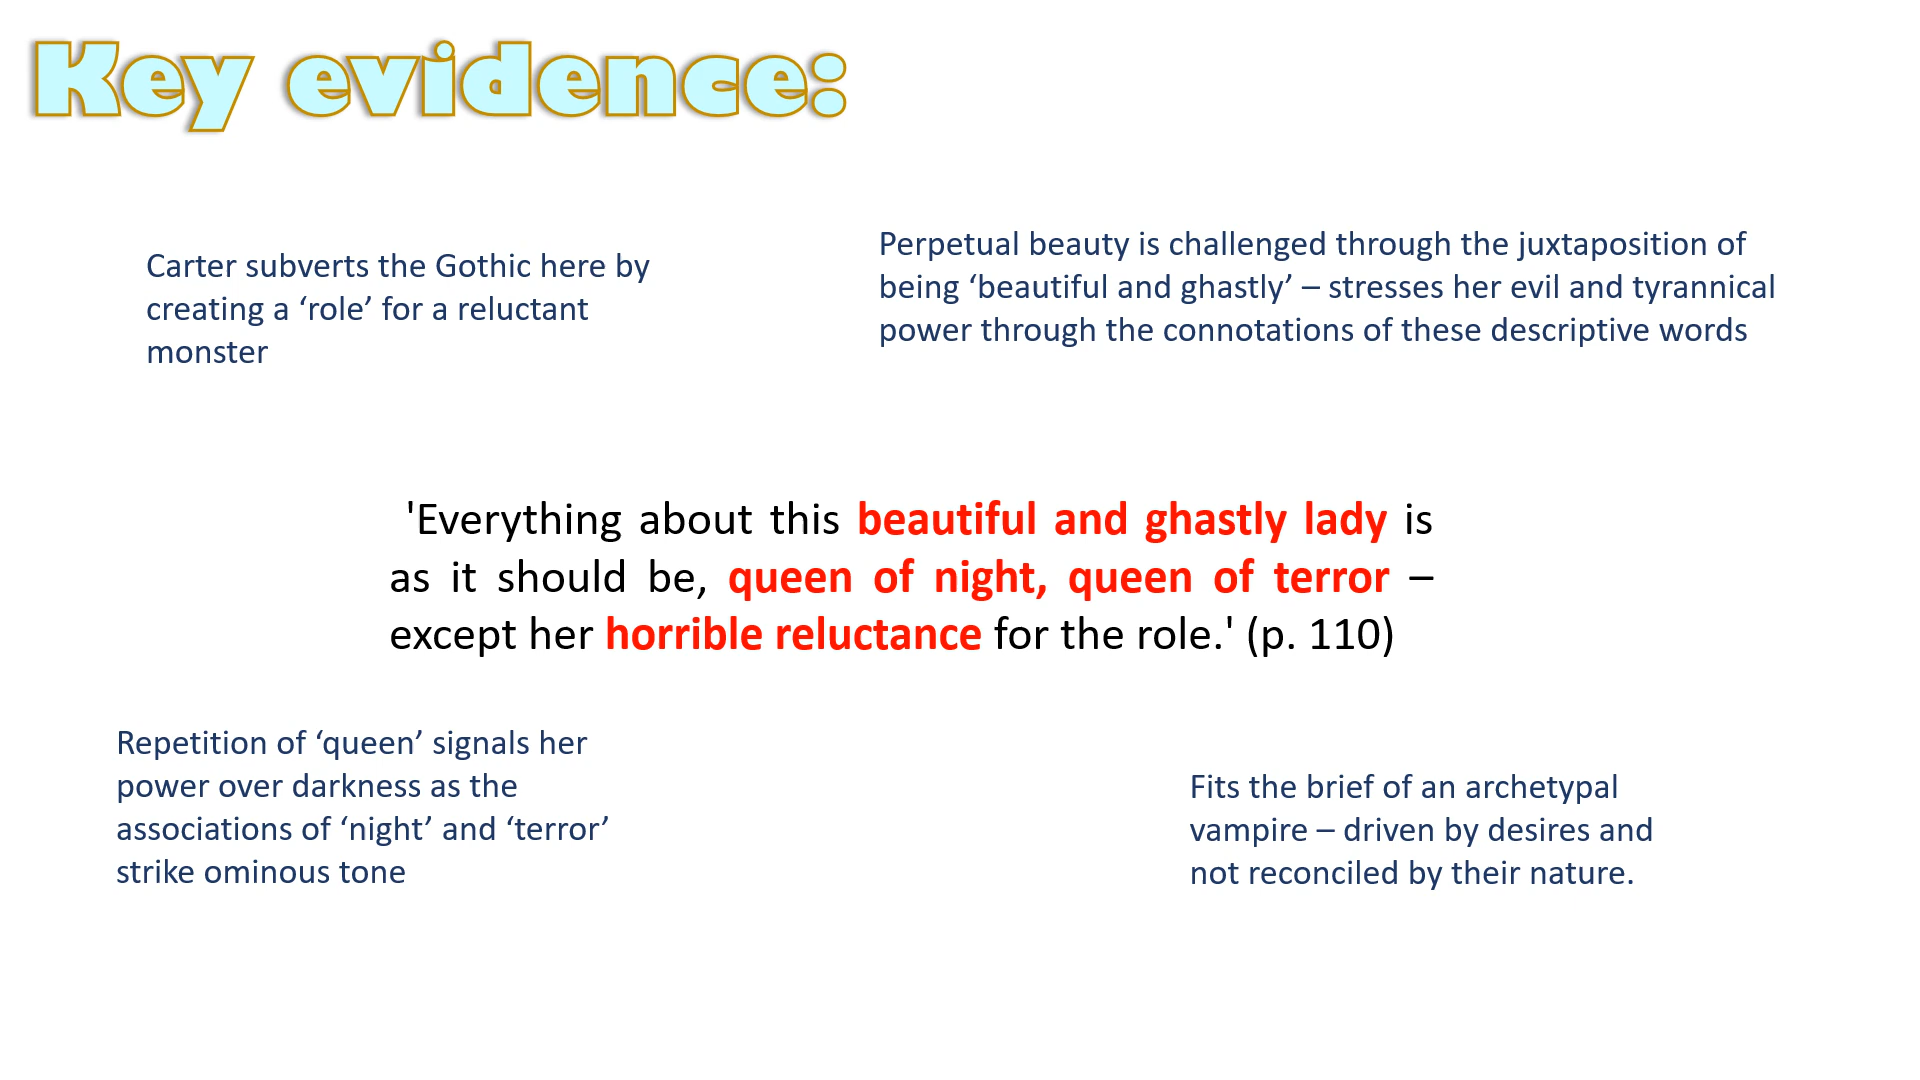 Key evidence:
Carter subverts the Gothic here by
creating a ‘role’ for a reluctant
monster
Perpetual beauty is challenged through the juxtaposition of
being ‘beautiful and ghastly’ – stresses her evil and tyrannical
power through the connotations of these descriptive words
'Everything about this beautiful and ghastly lady is
as it should be, queen of night, queen of terror –
except her horrible reluctance for the role.' (p. 110)
Repetition of ‘queen’ signals her
power over darkness as the
associations of ‘night’ and ‘terror’
strike ominous tone
Fits the brief of an archetypal
vampire – driven by desires and
not reconciled by their nature.